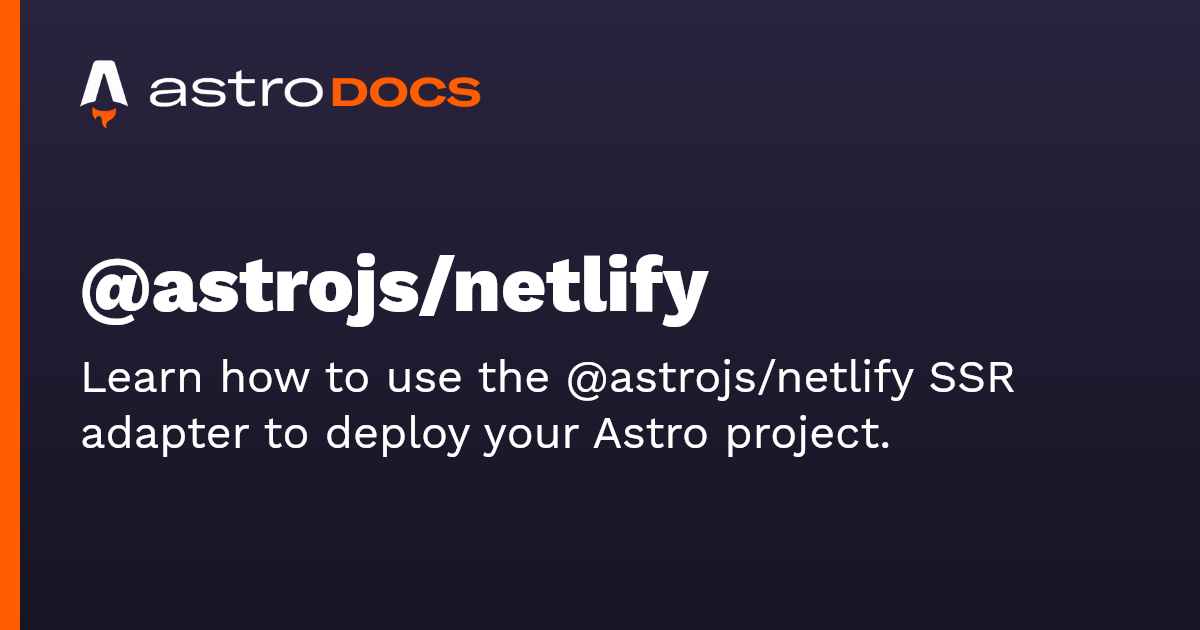 astro DOCS
@astrojs/netlify
Learn how to use the @astrojs/netlify SSR
adapter to deploy your Astro project.